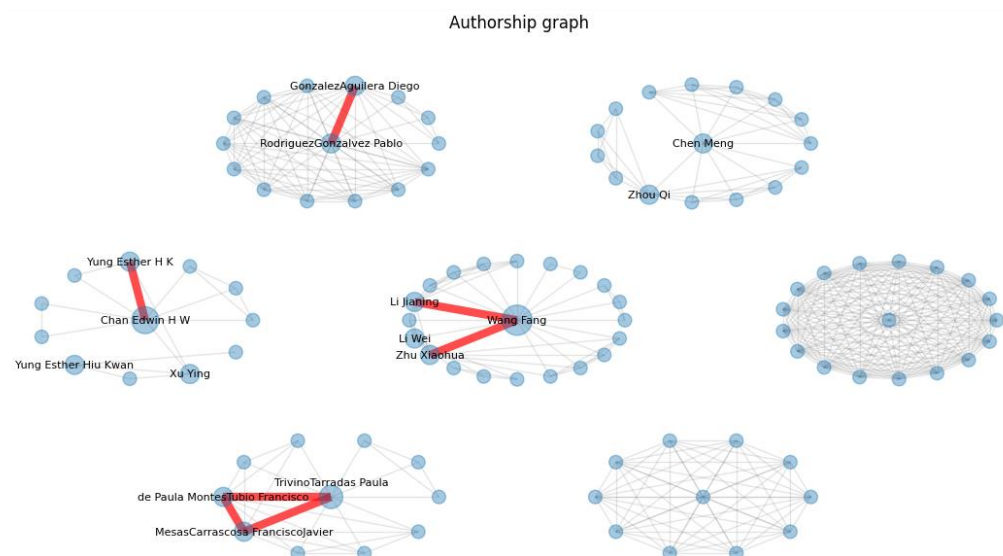 Authorship graph
GonzalezAguilera Diego
RodriguezGonzalvez Pablo
Chen Meng
Zhou Qi
Yung Esther H K
Chan Edwin H W
Yung Esther Hiu Kwan
Xu Ying
Li Jianing
Wang Fang
Li Wei
Zhu Xiaohua
TrivinoTarradas Paula
de Paula MontesTubio Francisco
MesasCarrascosa FranciscoJavier